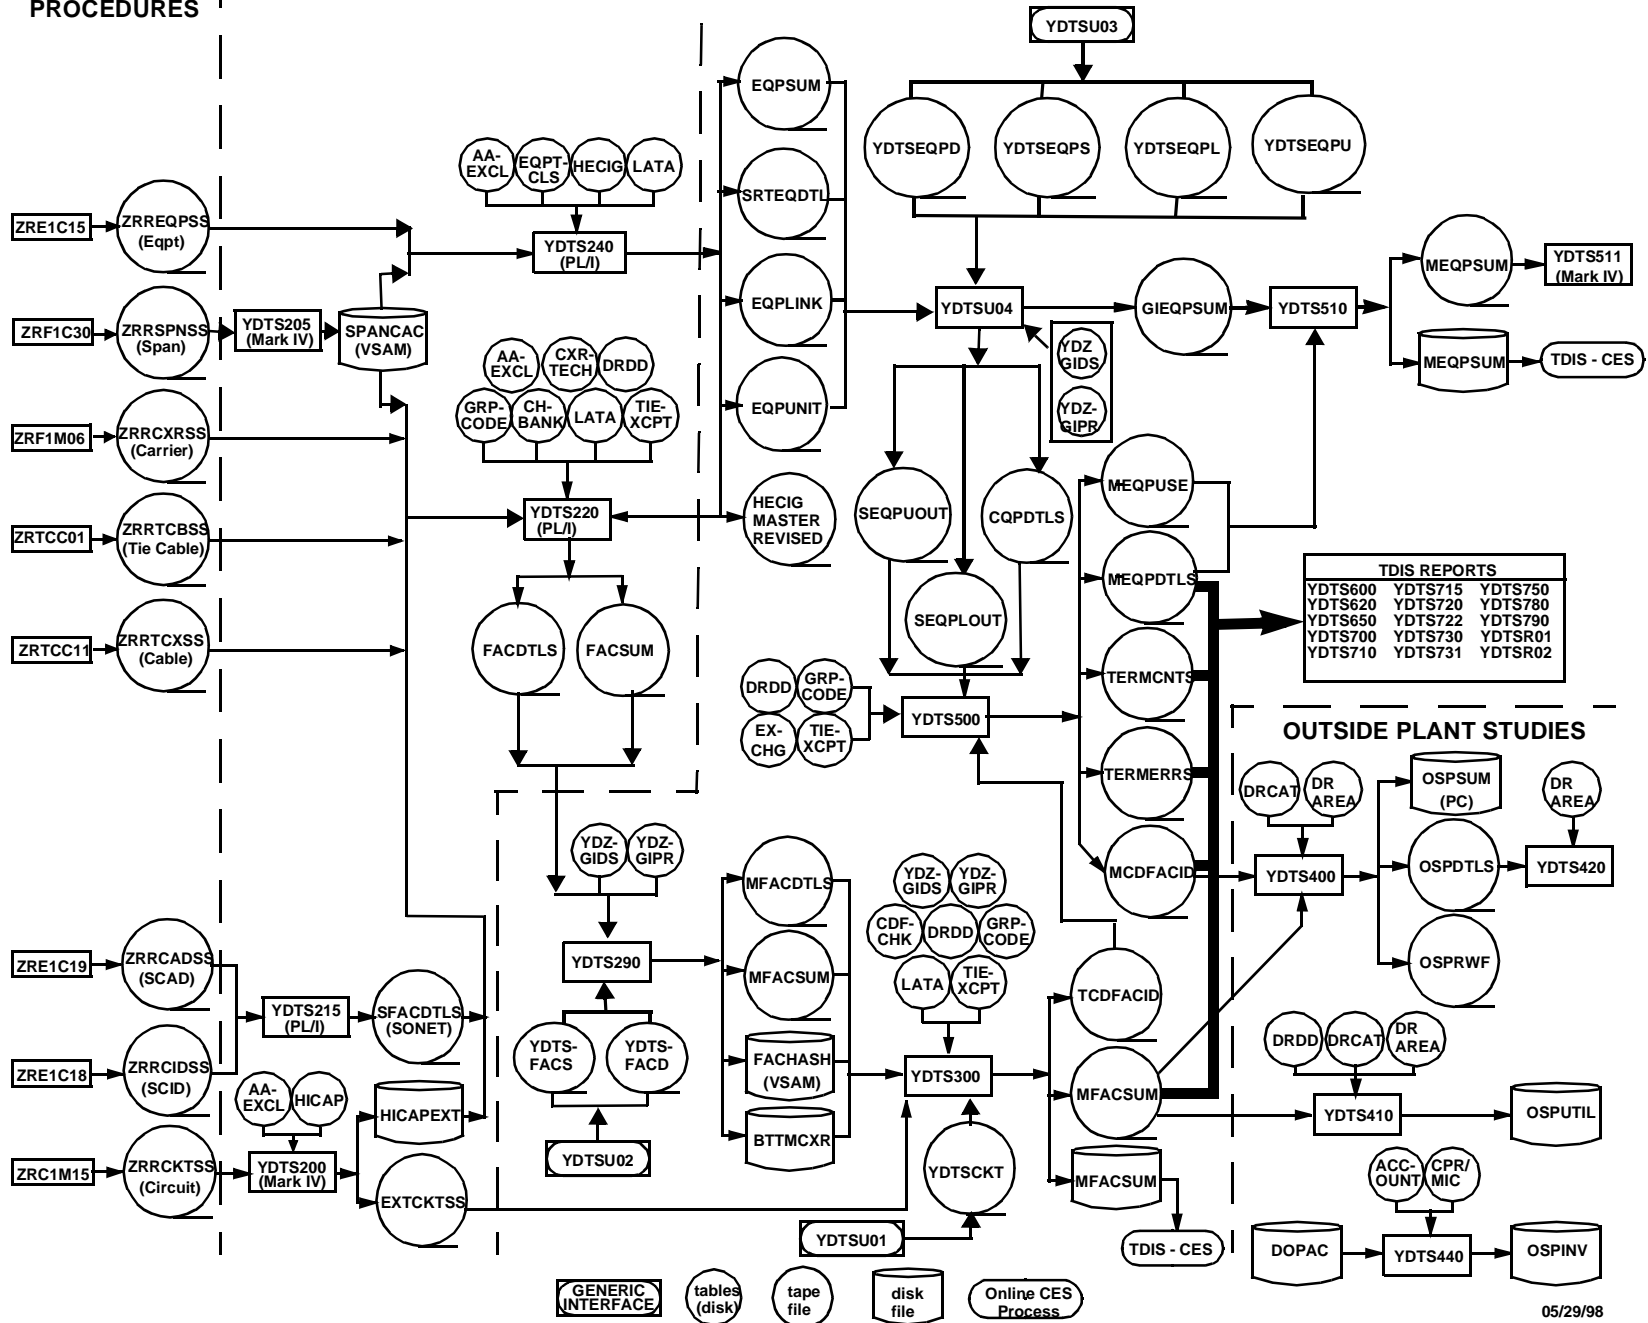 PROCEDURES
YDTSU03
EQPSUM
YDTSEQPD
YDTSEQPS
YDTSEQPL
YDTSEQPU
AA-
EXCL
EQPT-
CLS
HECIG
LATA
SRTEQDTL
ZRE1C15
ZRREQPSS
(Eqpt)
YDTS240
(PL/I)
MEQPSUM
YDTS511
(Mark IV)
ZRF1C30
ZRRSPNSS
(Span)
YDTS205
(Mark IV)
SPANCAC
(VSAM)
EQPLINK
YDTSU04
GIEQPSUM
YDTS510
YDZ
GIDS
YDZ-
GIPR
MEQPSUM
TDIS - CES
AA-
EXCL
CXR-
TECH
DRDD
GRP-
CODE
CH-
BANK
LATA
TIE-
XCPT
EQPUNIT
ZRF1M06
ZRRCXRSS
(Carrier)
YDTS220
(PL/I)
HECIG
MASTER
REVISED
SEQPUOUT
CQPDTLS
MEQPUSE
ZRTCC01
ZRRTCBSS
(Tie Cable)
MEQPDTLS
SEQPLOUT
TDIS REPORTS
YDTS600 YDTS715 YDTS750
YDTS620 YDTS720 YDTS780
YDTS650 YDTS722 YDTS790
YDTS700 YDTS730 YDTSR01
YDTS710 YDTS731 YDTSR02
ZRTCC11
ZRRTCXSS
(Cable)
FACDTLS
FACSUM
TERMCNTS
DRDD
GRP-
CODE
EX-
CHG
TIE-
XCPT
YDTS500
TERMERRS
OUTSIDE PLANT STUDIES
DRCAT
DR
AREA
OSPSUM
(PC)
DR
AREA
YDZ-
GIDS
YDZ-
GIPR
MFACDTLS
YDZ-
GIDS
YDZ-
GIPR
MCDFACID
YDTS400
OSPDTLS
YDTS420
CDF-
CHK
DRDD
GRP-
CODE
LATA
TIE-
XCPT
ZRE1C19
ZRRCADSS
(SCAD)
YDTS290
MFACSUM
TCDFACID
OSPRWF
YDTS215
(PL/I)
SFACDTLS
(SONET)
YDTS-
FACS
YDTS-
FACD
FACHASH
(VSAM)
YDTS300
DRDD
DRCAT
DR
AREA
ZRE1C18
ZRRCIDSS
(SCID)
AA-
EXCL
HICAP
HICAPEXT
MFACSUM
YDTS410
OSPUTIL
BTTMCXR
YDTSU02
ZRC1M15
ZRRCKTSS
(Circuit)
YDTS200
(Mark IV)
EXTCKTSS
YDTSCKT
MFACSUM
ACC-
OUNT
CPR/
MIC
YDTSU01
TDIS - CES
DOPAC
YDTS440
OSPINV
GENERIC
INTERFACE
tables
(disk)
tape
file
disk
file
Online CES
Process
05/29/98